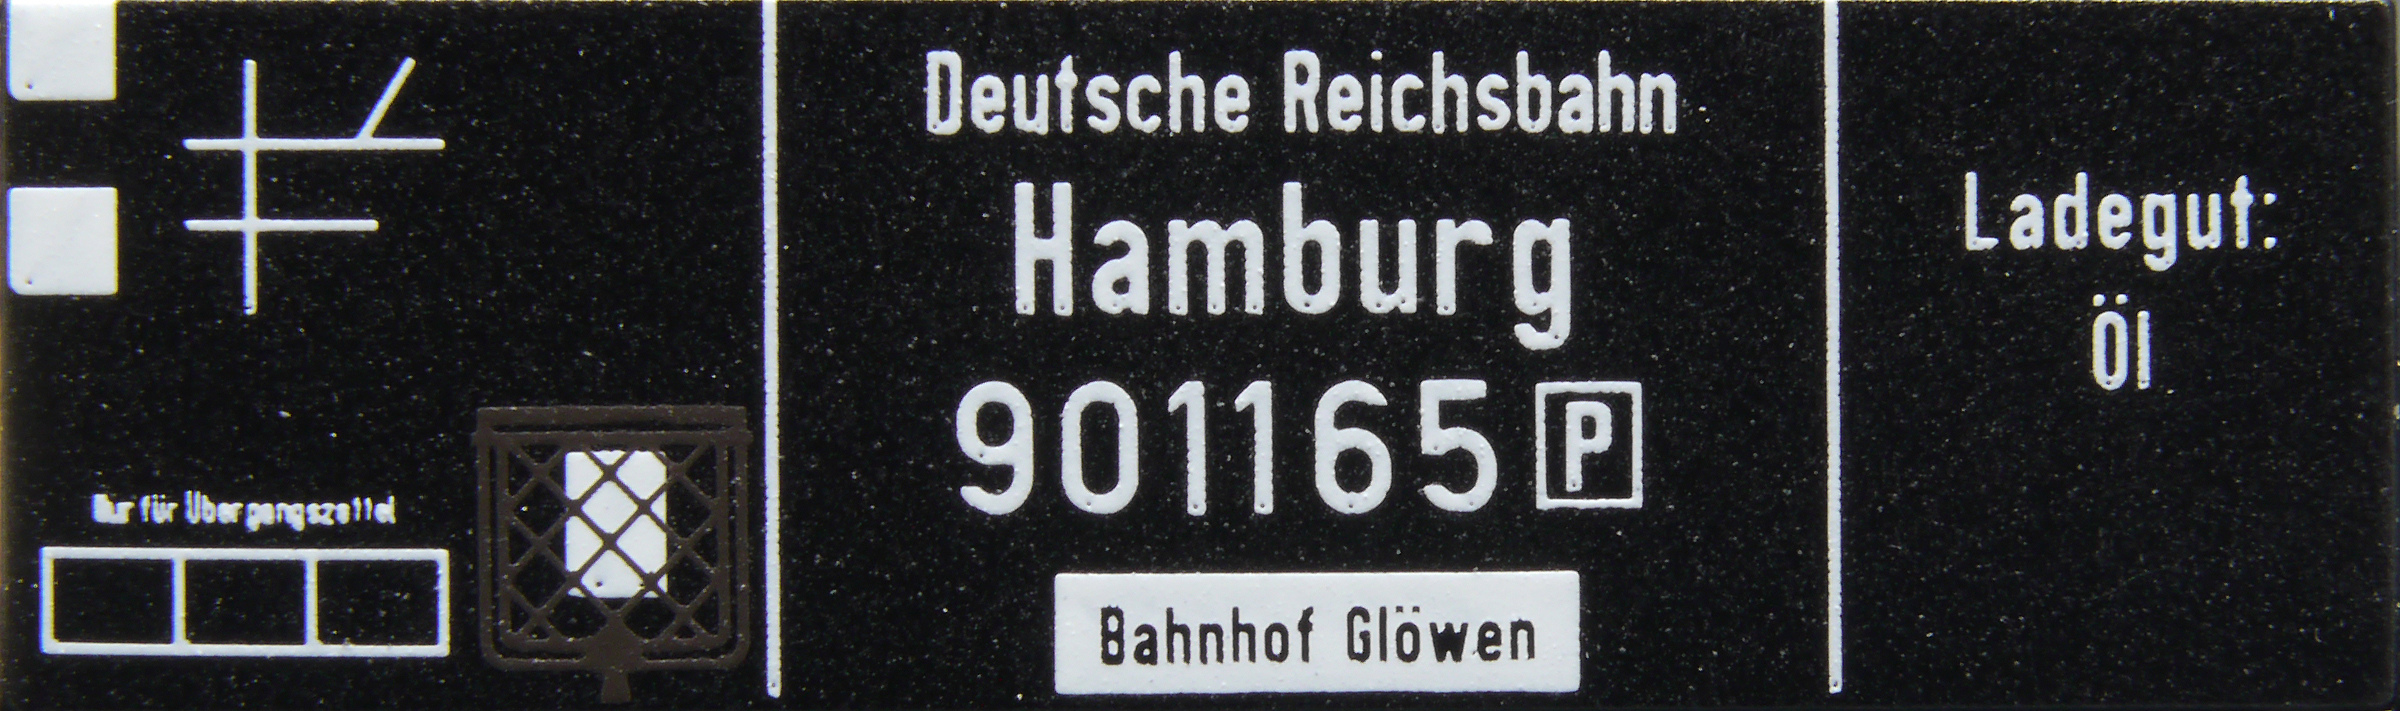 Deutsche Reichsbahn
Hamburg
901165 P
Bahnhof Glöwen
Ladegut:
Öl
Nur für Übergangszettel